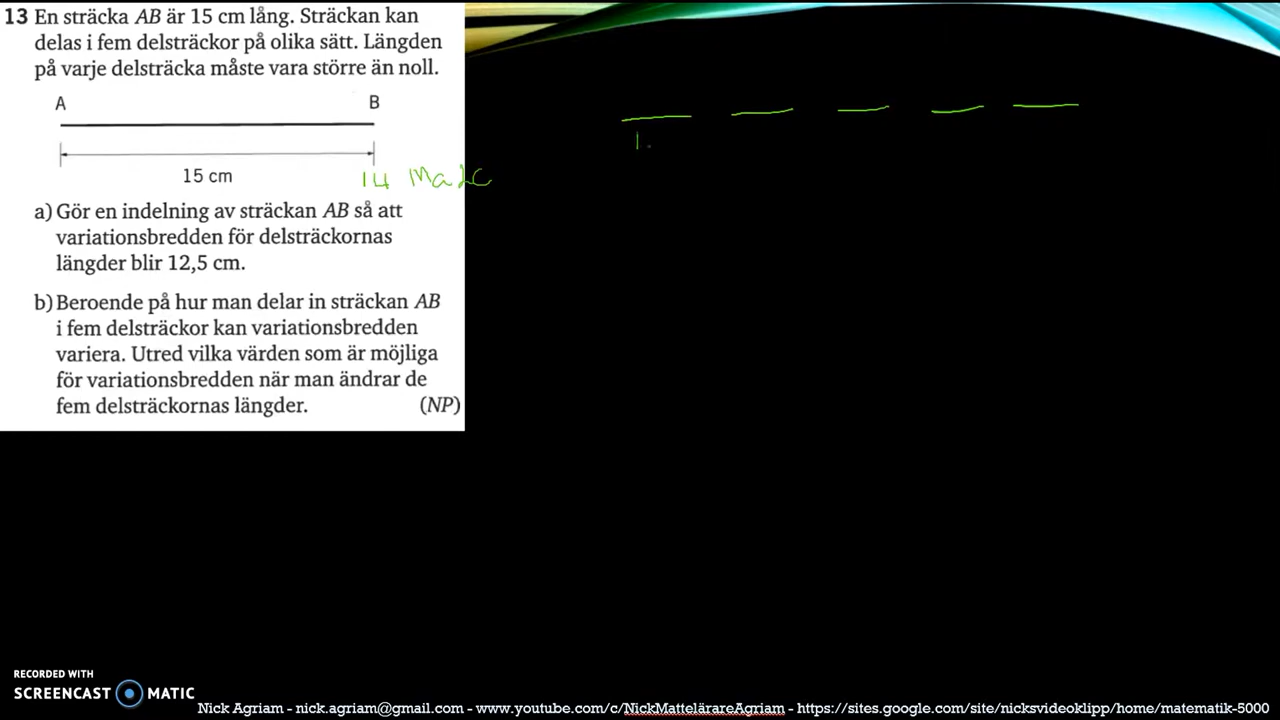 13 En sträcka AB är 15 cm lång. Sträckan kan
delas i fem delsträckor på olika sätt. Längden
på varje delsträcka måste vara större än noll.
A B
15 cm
14 Ma2c
a) Gör en indelning av sträckan AB så att
variationsbredden för delsträckornas
längder blir 12,5 cm.
b) Beroende på hur man delar in sträckan AB
i fem delsträckor kan variationsbredden
variera. Utred vilka värden som är möjliga
för variationsbredden när man ändrar de
fem delsträckornas längder. (NP)
RECORDED WITH
SCREENCAST MATIC
Nick Agriam - nick.agriam@gmail.com - www.youtube.com/c/NickMattelärareAgriam - https://sites.google.com/site/nicksvideoklipp/home/matematik-5000